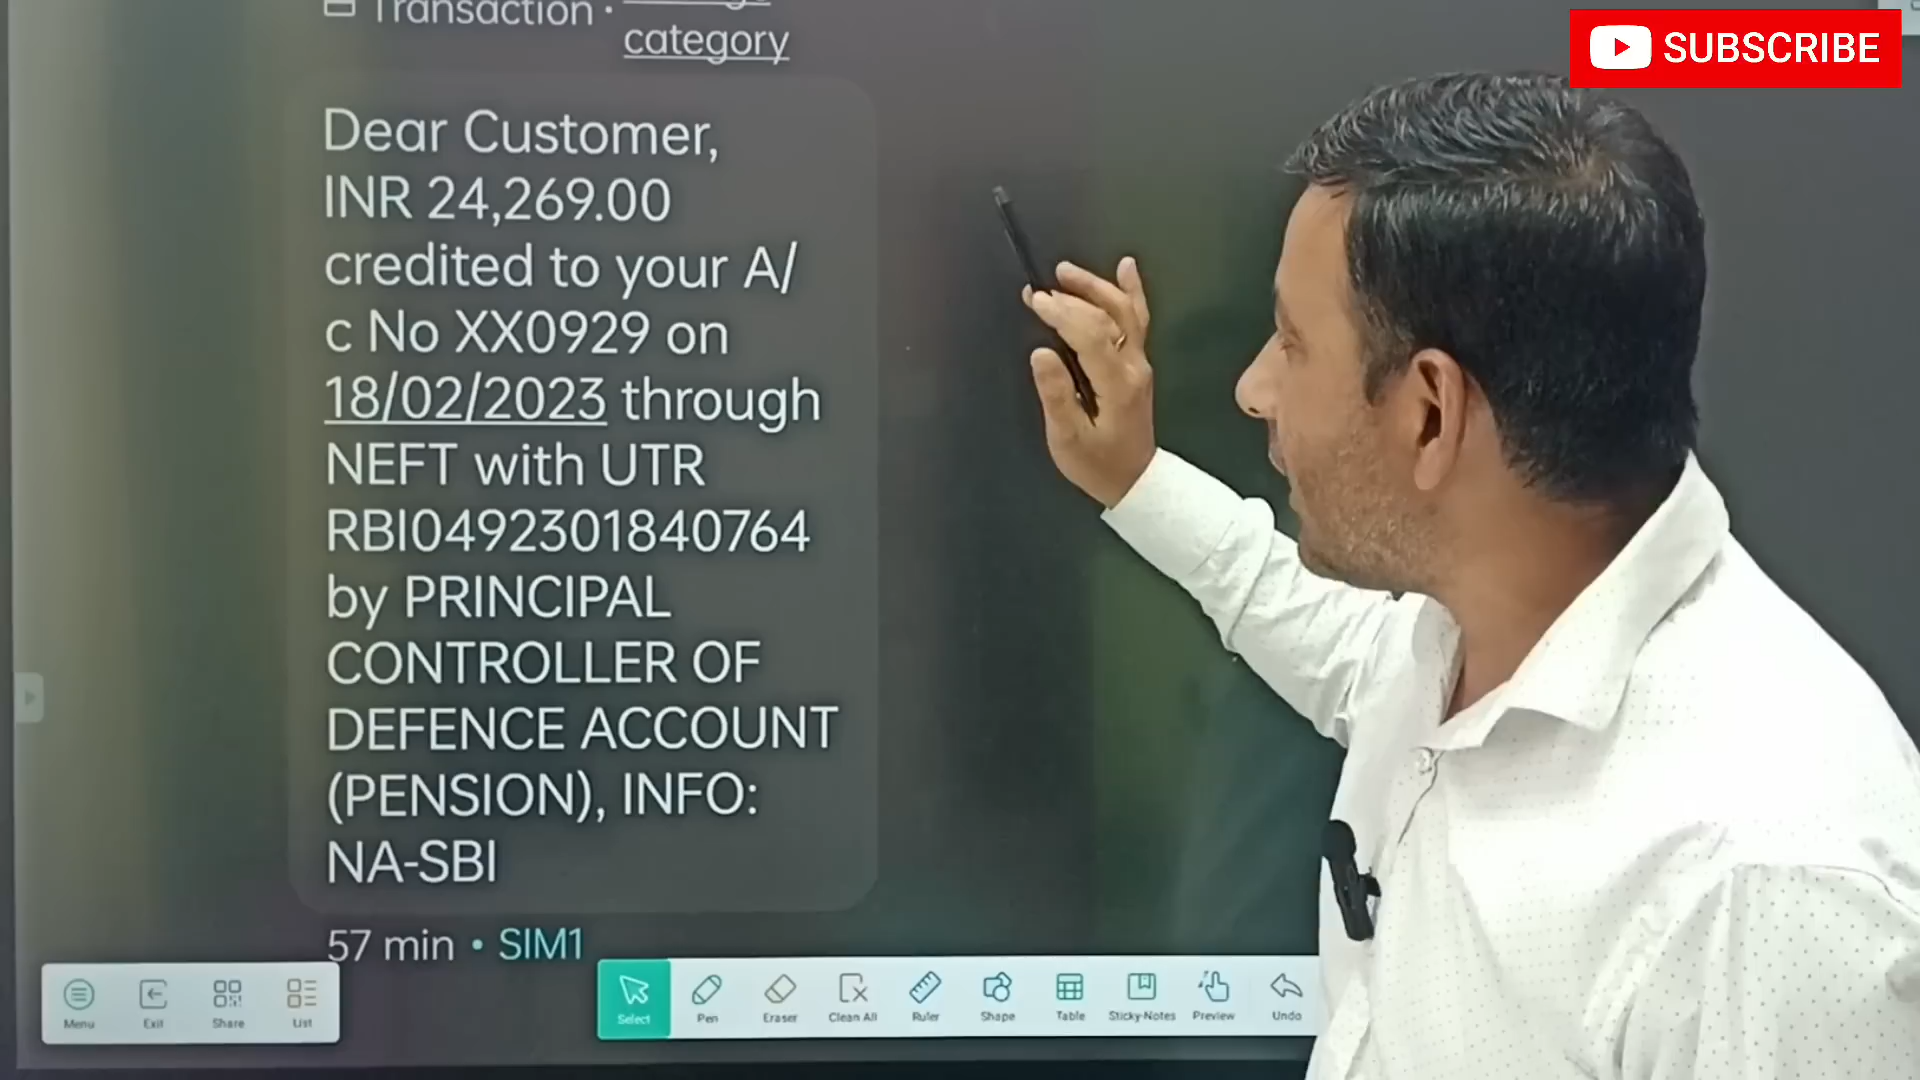 Transaction ·
category
SUBSCRIBE
Dear Customer,
INR 24,269.00
credited to your A/
c No XX0929 on
18/02/2023 through
NEFT with UTR
RBI0492301840764
by PRINCIPAL
CONTROLLER OF
DEFENCE ACCOUNT
(PENSION), INFO:
NA-SBI
57 min • SIM1
Menu
Exit
Share
List
Select
Pen
Eraser
Clean All
Ruler
Shape
Table
Sticky-Notes
Preview
Undo